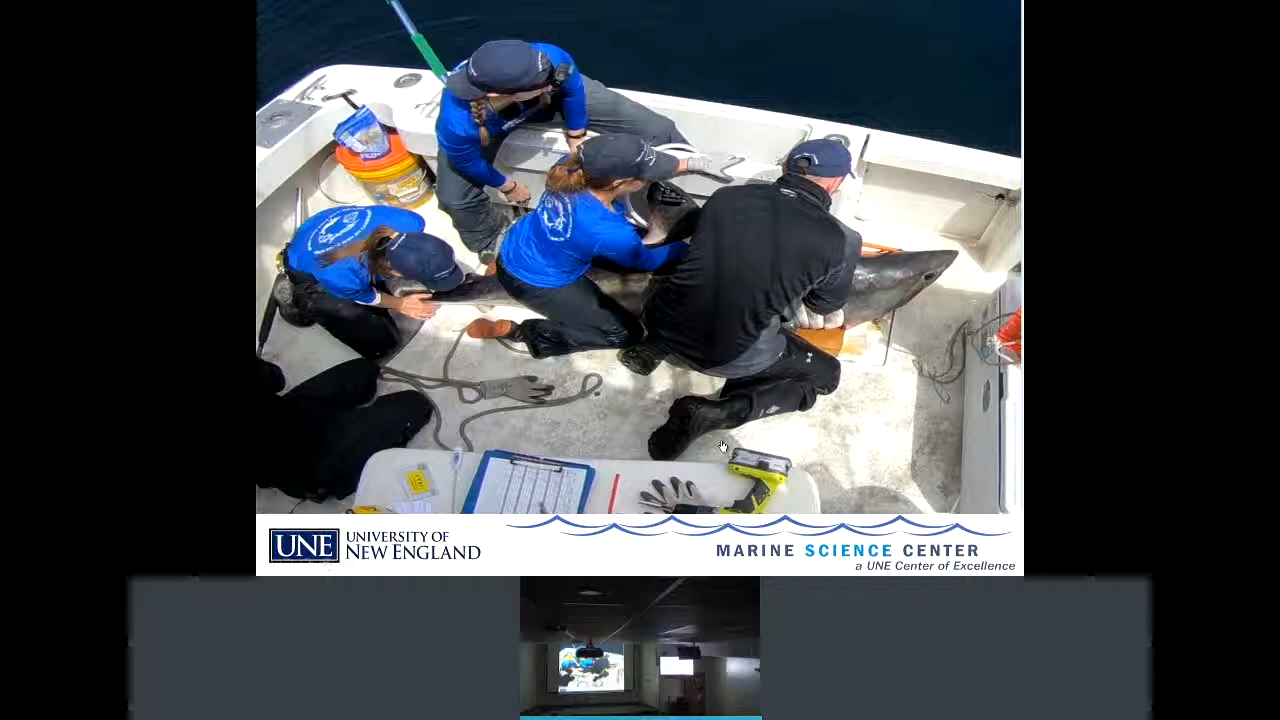 UNE
UNIVERSITY OF
NEW ENGLAND
MARINE SCIENCE CENTER
a UNE Center of Excellence